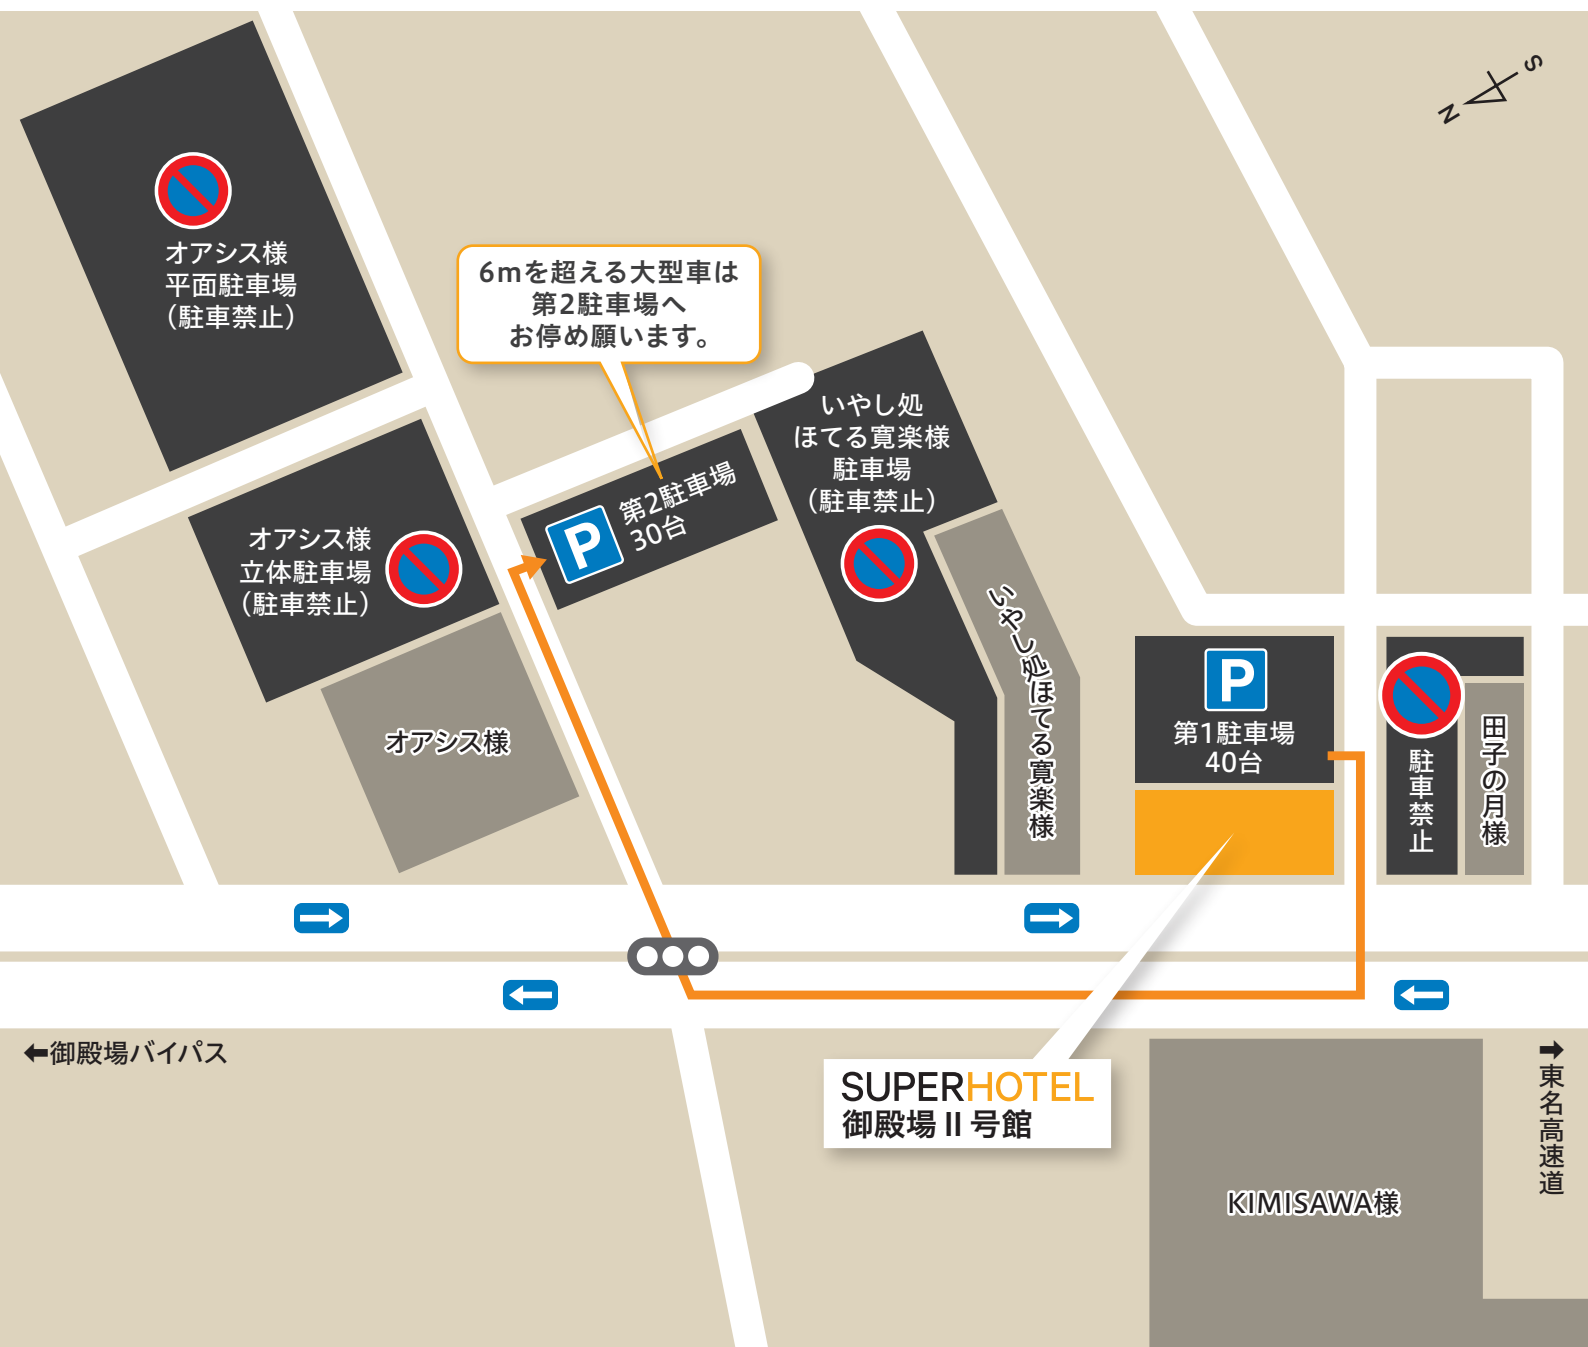 S
N
オアシス様
平面駐車場
（駐車禁止）
6mを超える大型車は
第2駐車場へ
お停め願います。
いやし処
ほてる寛楽様
駐車場
（駐車禁止）
P
第2駐車場
30台
オアシス様
立体駐車場
（駐車禁止）
いやし処ほてる寛楽様
P
第1駐車場
40台
駐車禁止
田子の月様
オアシス様
←御殿場バイパス
SUPERHOTEL
御殿場 II 号館
→東名高速道
KIMISAWA様